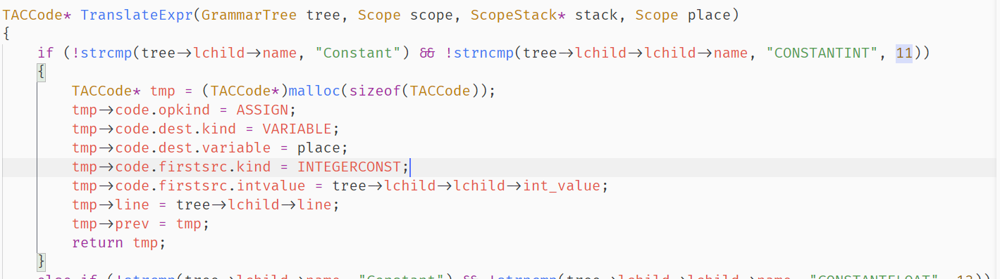 TACCode* TranslateExpr(GrammarTree tree, Scope scope, ScopeStack* stack, Scope place)
{
    if (!strcmp(tree->lchild->name, "Constant") && !strncmp(tree->lchild->lchild->name, "CONSTANTINT", 11))
    {
        TACCode* tmp = (TACCode*)malloc(sizeof(TACCode));
        tmp->code.opkind = ASSIGN;
        tmp->code.dest.kind = VARIABLE;
        tmp->code.dest.variable = place;
        tmp->code.firstsrc.kind = INTEGERCONST;
        tmp->code.firstsrc.intvalue = tree->lchild->lchild->int_value;
        tmp->line = tree->lchild->line;
        tmp->prev = tmp;
        return tmp;
    }
    else if (!strcmp(tree->lchild->name, "Constant") && !strncmp(tree->lchild->lchild->name, "CONSTANTFLOAT", 13))